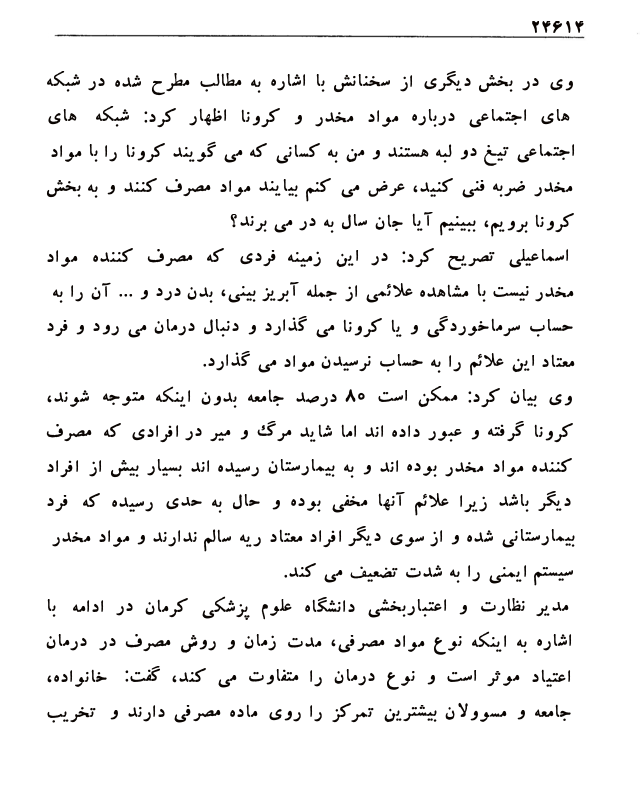 ۲۴۶۱۴
وی در بخش دیگری از سخنانش با اشاره به مطالب مطرح شده در شبکه
های اجتماعی درباره مواد مخدر و کرونا اظهار کرد: شبکه های
اجتماعی تیغ دو لبه هستند و من به کسانی که می گویند کرونا را با مواد
مخدر ضربه فنی کنید، عرض می کنم بیایند مواد مصرف کنند و به بخش
کرونا برویم، ببینیم آیا جان سال به در می برند؟
اسماعیلی تصریح کرد: در این زمینه فردی که مصرف کننده مواد
مخدر نیست با مشاهده علائمی از جمله آبریز بینی، بدن درد و ... آن را به
حساب سرماخوردگی و یا کرونا می گذارد و دنبال درمان می رود و فرد
معتاد این علائم را به حساب نرسیدن مواد می گذارد.
وی بیان کرد: ممکن است ۸۰ درصد جامعه بدون اینکه متوجه شوند،
کرونا گرفته و عبور داده اند اما شاید مرگ و میر در افرادی که مصرف
کننده مواد مخدر بوده اند و به بیمارستان رسیده اند بسیار بیش از افراد
دیگر باشد زیرا علائم آنها مخفی بوده و حال به حدی رسیده که فرد
بیمارستانی شده و از سوی دیگر افراد معتاد ریه سالم ندارند و مواد مخدر
سیستم ایمنی را به شدت تضعیف می کند.
مدیر نظارت و اعتباربخشی دانشگاه علوم پزشکی کرمان در ادامه با
اشاره به اینکه نوع مواد مصرفی، مدت زمان و روش مصرف در درمان
اعتیاد موثر است و نوع درمان را متفاوت می کند، گفت: خانواده،
جامعه و مسوولان بیشترین تمرکز را روی ماده مصرفی دارند و تخریب